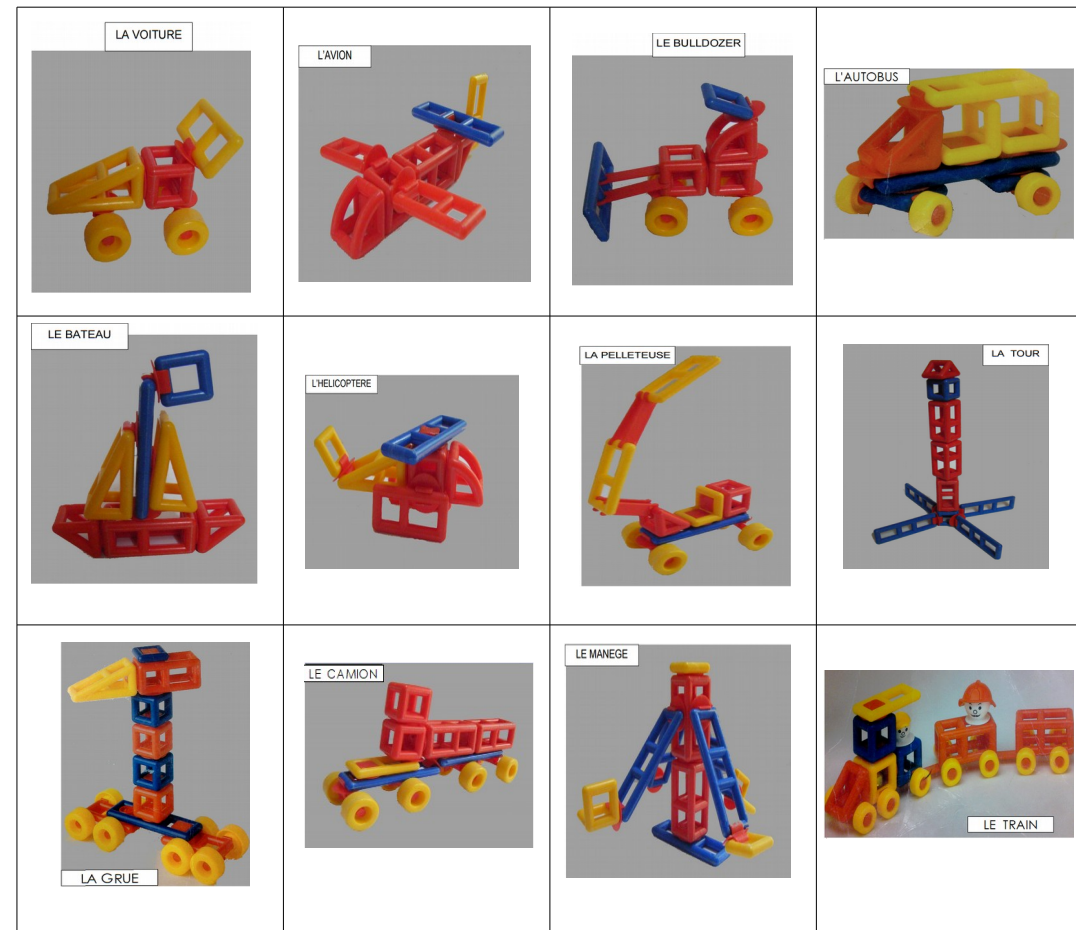 LA VOITURE
L'AVION
LE BULLDOZER
L'AUTOBUS
LE BATEAU
L'HELICOPTERE
LA PELLETEUSE
LA TOUR
LA GRUE
LE CAMION
LE MANEGE
LE TRAIN